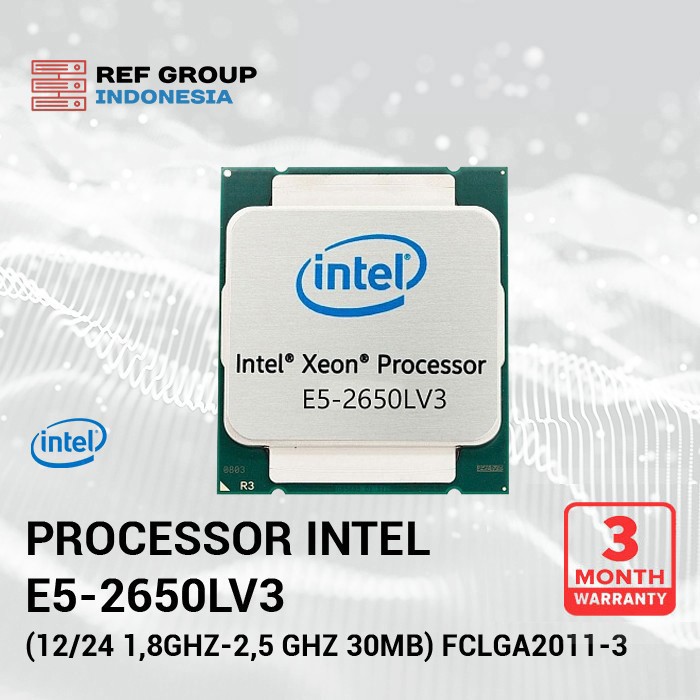 REF GROUP
INDONESIA
intel®
Intel® Xeon® Processor
E5-2650LV3
0803
R3
intel
PROCESSOR INTEL
E5-2650LV3
(12/24 1,8GHZ-2,5 GHZ 30MB) FCLGA2011-3
3
MONTH
WARRANTY